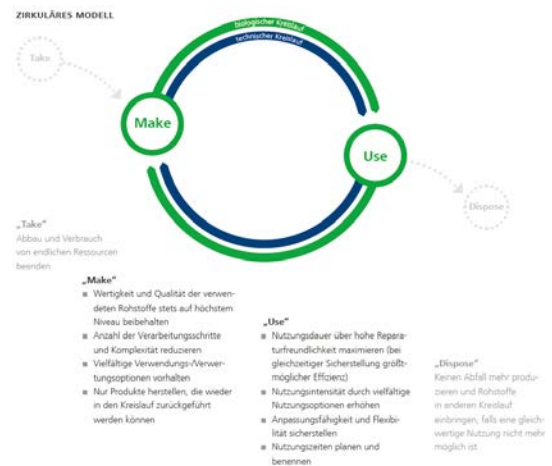 ZIRKULÄRES MODELL
biologischer Kreislauf
technischer Kreislauf
Take
Make
Use
Dispose
„Take“
Abbau und Verbrauch
von endlichen Ressourcen
beenden
„Make“
Wertigkeit und Qualität der verwen-
deten Rohstoffe stets auf höchstem
Niveau beibehalten
Anzahl der Verarbeitungsschritte
und Komplexität reduzieren
Vielfältige Verwendungs-/Verwer-
tungsoptionen vorhalten
Nur Produkte herstellen, die wieder
in den Kreislauf zurückgeführt
werden können
„Use“
Nutzungsdauer über hohe Repara-
turfreundlichkeit maximieren (bei
gleichzeitiger Sicherstellung größt-
möglicher Effizienz)
Nutzungsintensität durch vielfältige
Nutzungsoptionen erhöhen
Anpassungsfähigkeit und Flexibi-
lität sicherstellen
Nutzungszeiten planen und
benennen
„Dispose“
Keinen Abfall mehr produ-
zieren und Rohstoffe
in anderen Kreislauf
einbringen, falls eine gleich-
wertige Nutzung nicht mehr
möglich ist